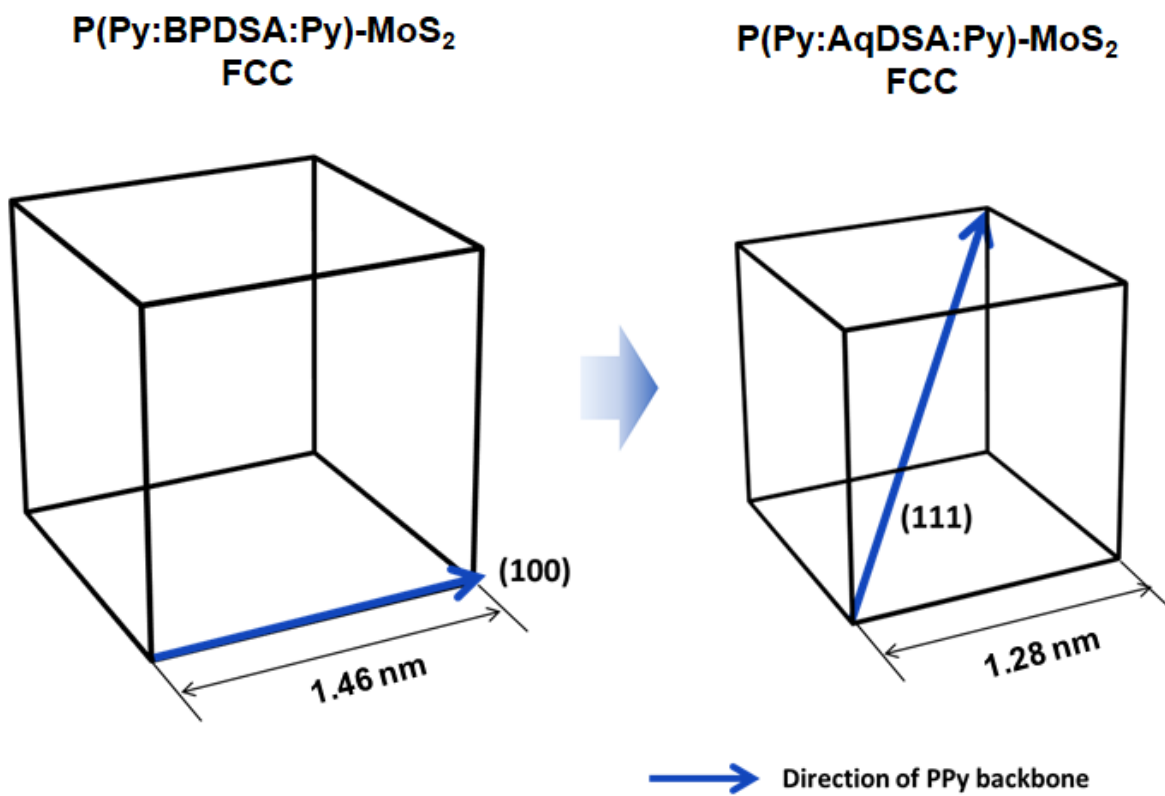 P(Py:BPDSA:Py)-MoS₂
FCC
P(Py:AqDSA:Py)-MoS₂
FCC
(100)
1.46 nm
(111)
1.28 nm
Direction of PPy backbone